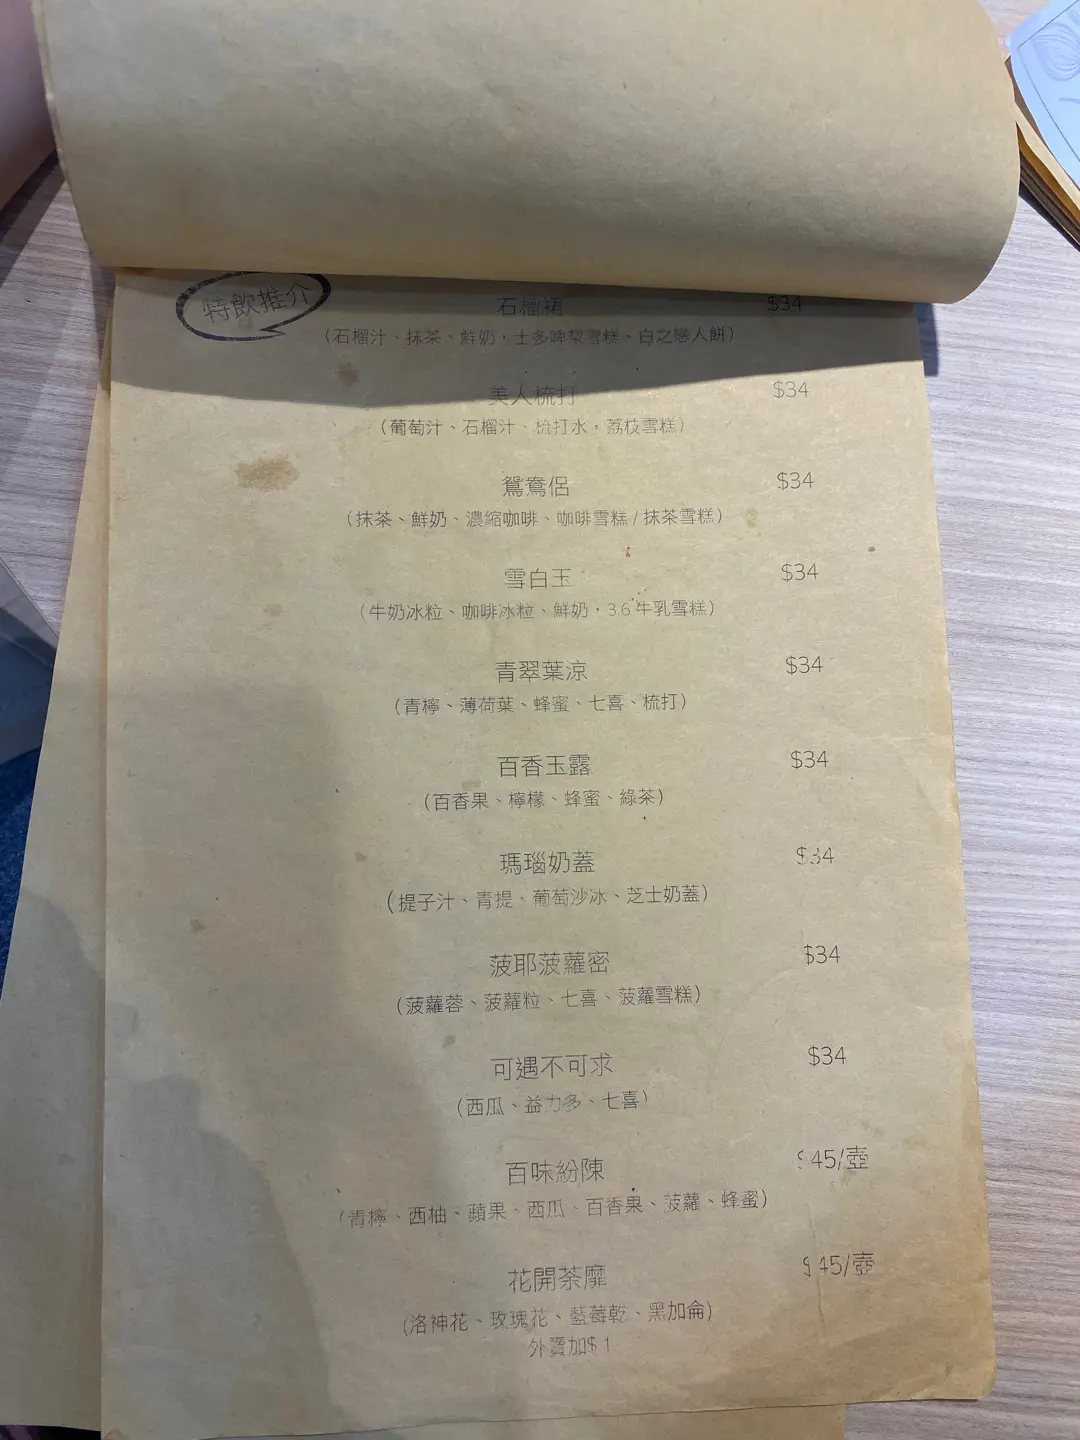 特飲推介
石榴裙 $34
(石榴汁、抹茶、鮮奶，士多啤梨雪糕、白之戀人餅)
美人梳打 $34
(葡萄汁、石榴汁、梳打水，荔枝雪糕)
鴛鴦侶 $34
(抹茶、鮮奶、濃縮咖啡、咖啡雪糕 / 抹茶雪糕)
雪白玉 $34
(牛奶冰粒、咖啡冰粒、鮮奶，3.6 牛乳雪糕)
青翠葉涼 $34
(青檸、薄荷葉、蜂蜜、七喜、梳打)
百香玉露 $34
(百香果、檸檬、蜂蜜、綠茶)
瑪瑙奶蓋 $34
(提子汁、青提、葡萄沙冰、芝士奶蓋)
菠耶菠蘿密 $34
(菠蘿蓉、菠蘿粒、七喜、菠蘿雪糕)
可遇不可求 $34
(西瓜、益力多、七喜)
百味紛陳 $45/壺
(青檸、西柚、蘋果、西瓜、百香果、菠蘿、蜂蜜)
花開荼靡 $45/壺
(洛神花、玫瑰花、藍莓乾、黑加侖)
外賣加$1